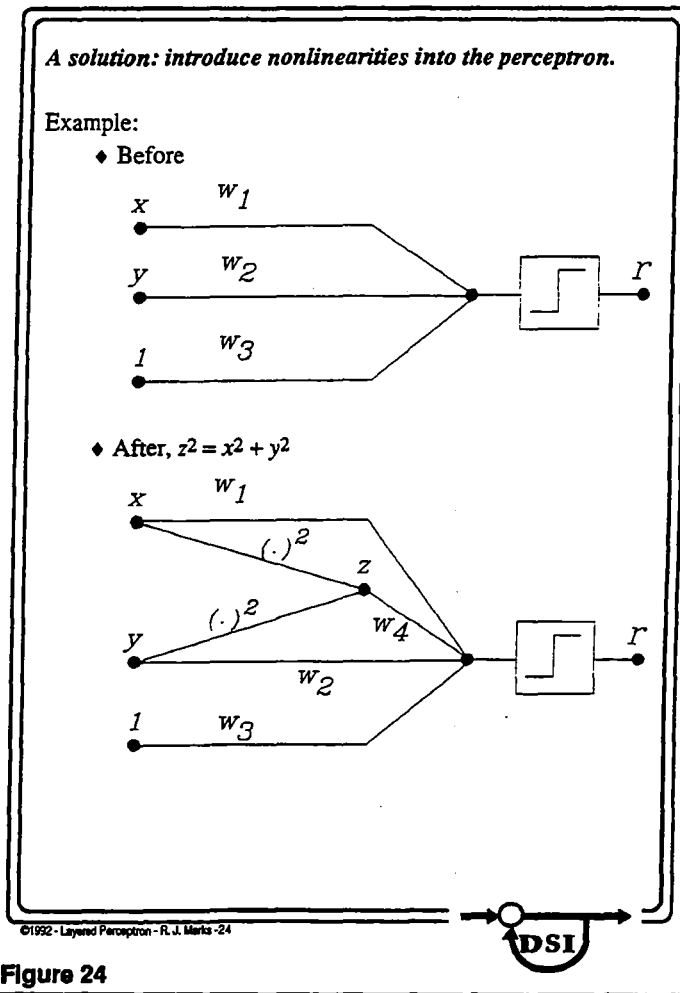 A solution: introduce nonlinearities into the perceptron.
Example:
♦ Before
x w1
y w2
1 w3
r
♦ After, z2 = x2 + y2
x w1
(.)2
z
(.)2
w4
y
w2
r
1 w3
©1992 - Layered Perceptron - R. J. Marks -24
DSI
Figure 24